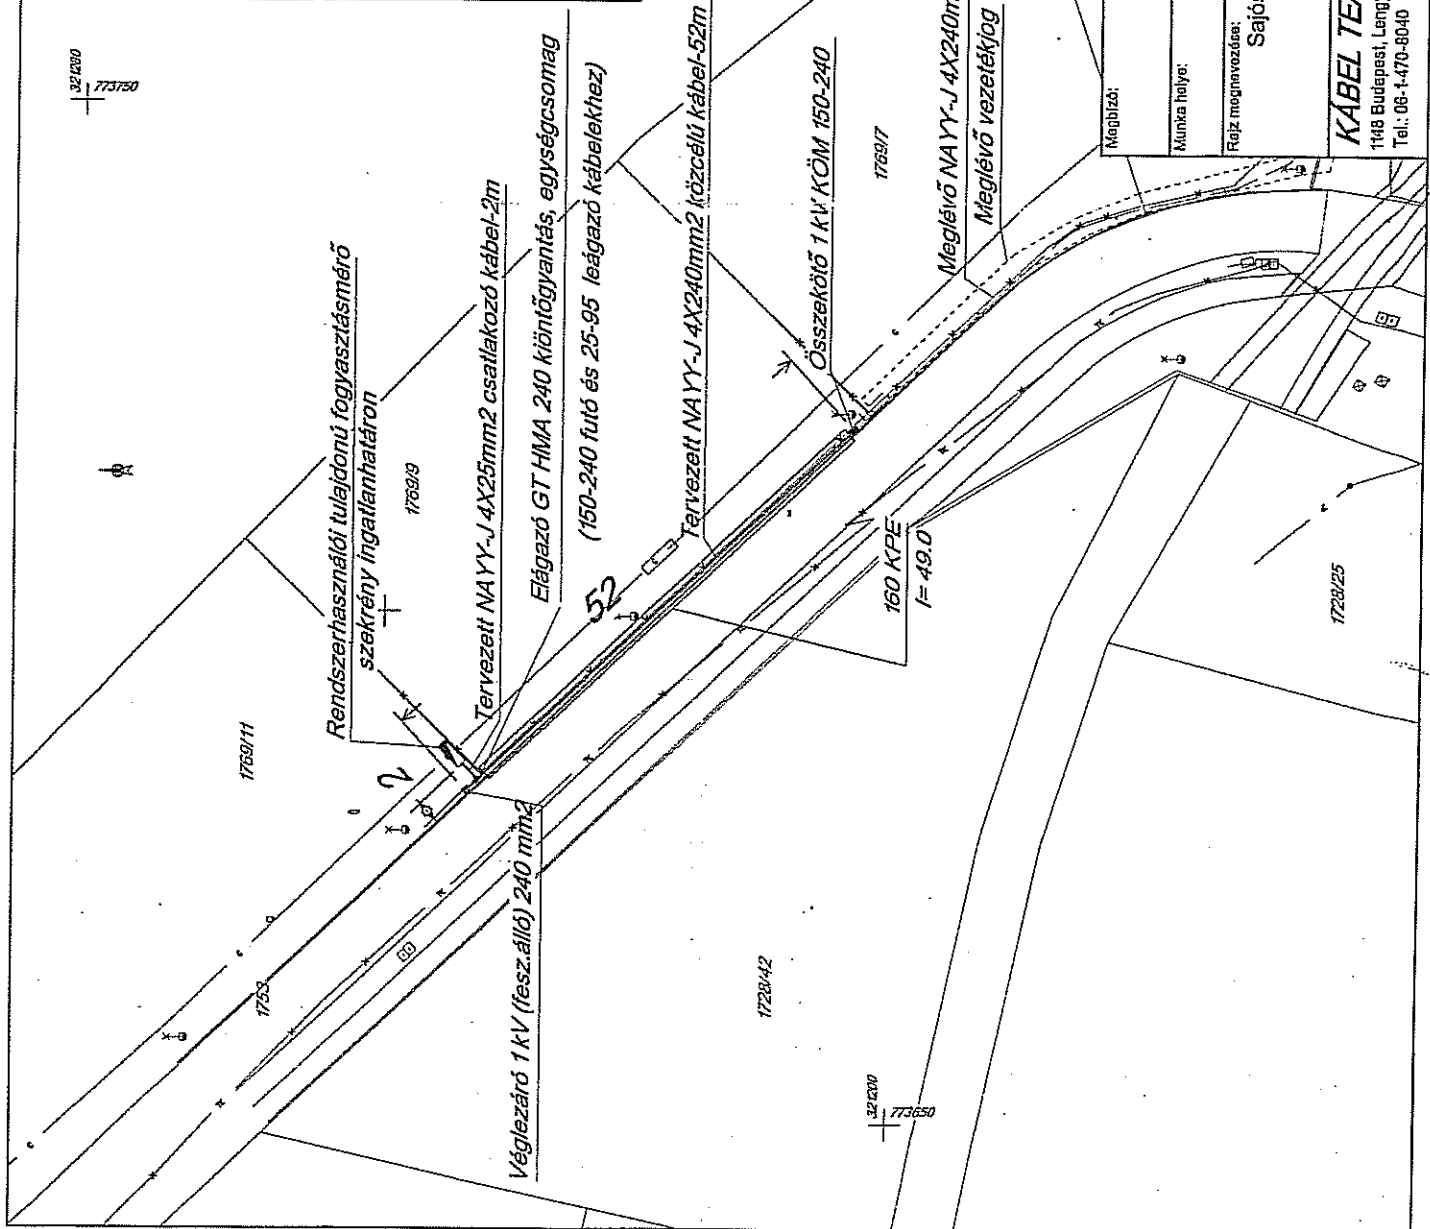 321280
773750
Rendszerhasználói tulajdonú fogyasztásmérő
szekrény ingatlanhatáron
1769/9
Tervezett NAYY-J 4X25mm2 csatlakozó kábel-2m
Elágazó GT HMA 240 kiöntőgyantás, egységcsomag
(150-240 futó és 25-95 leágazó kábelekhez)
Tervezett NAYY-J 4X240mm2 közcélú kábel-52m
Összekötő 1 kV KÖM 150-240
1769/7
Meglévő NAYY-J 4X240m
Meglévő vezetékjog
1769/11
2
52
160 KPE
l= 49.0
1753
Véglezáró 1 kV (fesz.álló) 240 mm2
1728/42
1728/25
321200
773650
Megbízó:
Munka helye:
Rajz megnevezése:
Sajós
KÁBEL TE
1148 Budapest,
Tel.: 06-1-470-8040